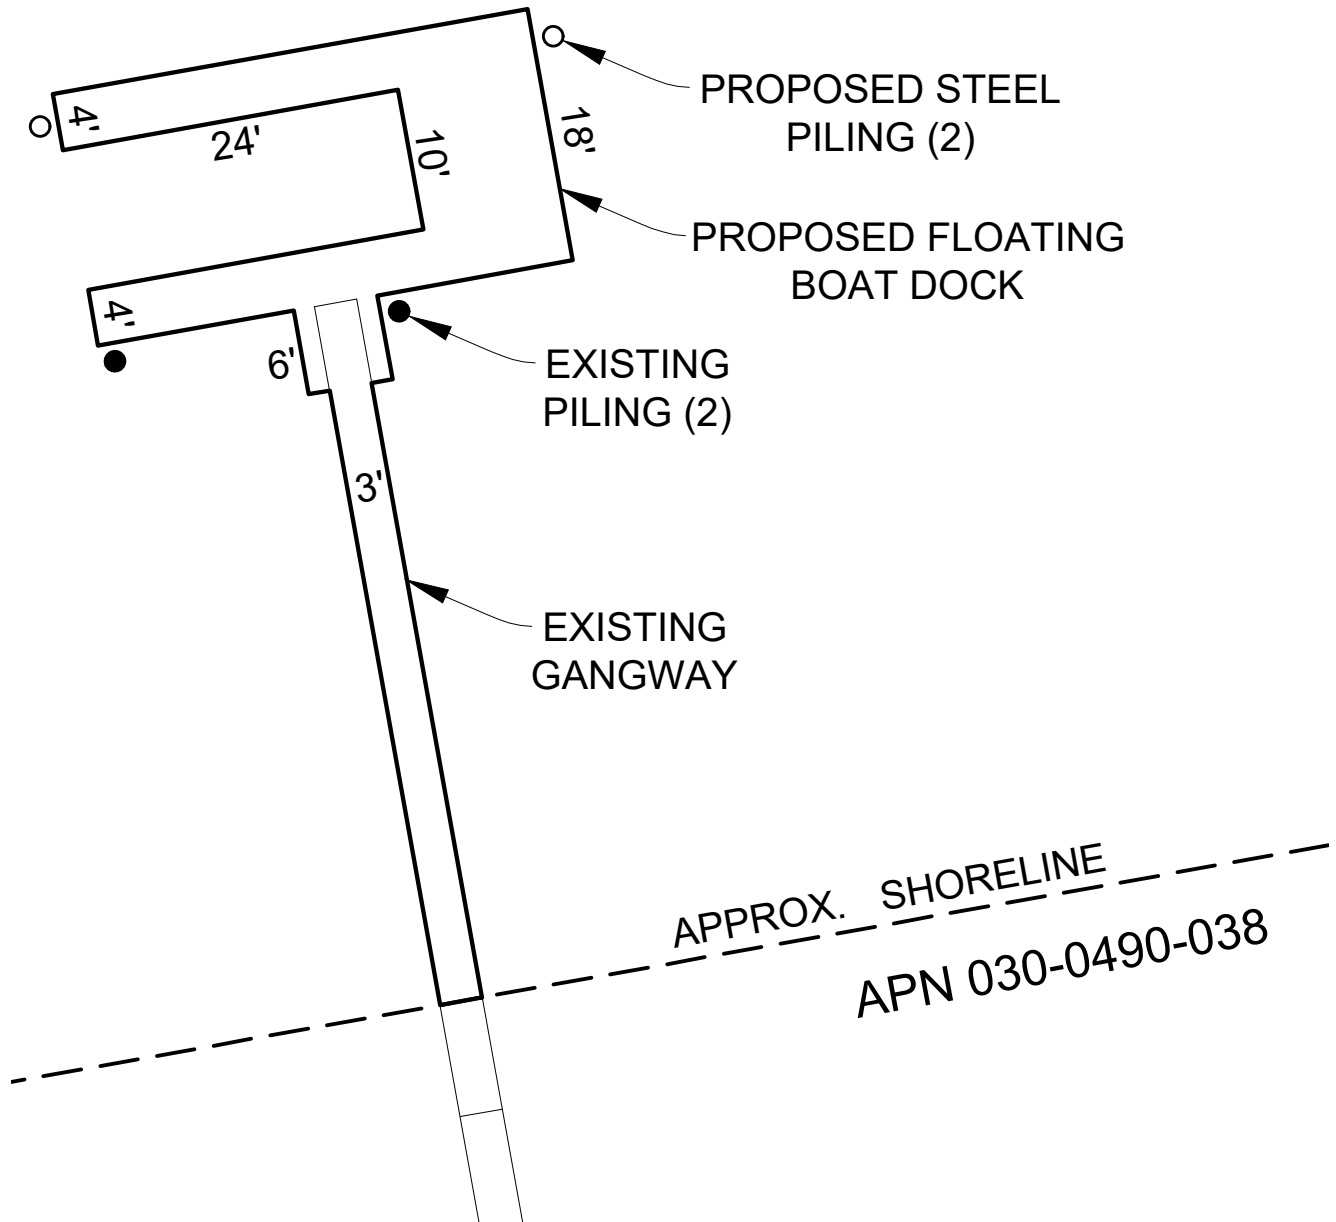 PROPOSED STEEL
PILING (2)
4'
24'
10'
18'
PROPOSED FLOATING
BOAT DOCK
4'
6'
EXISTING
PILING (2)
3'
EXISTING
GANGWAY
APPROX. SHORELINE
APN 030-0490-038